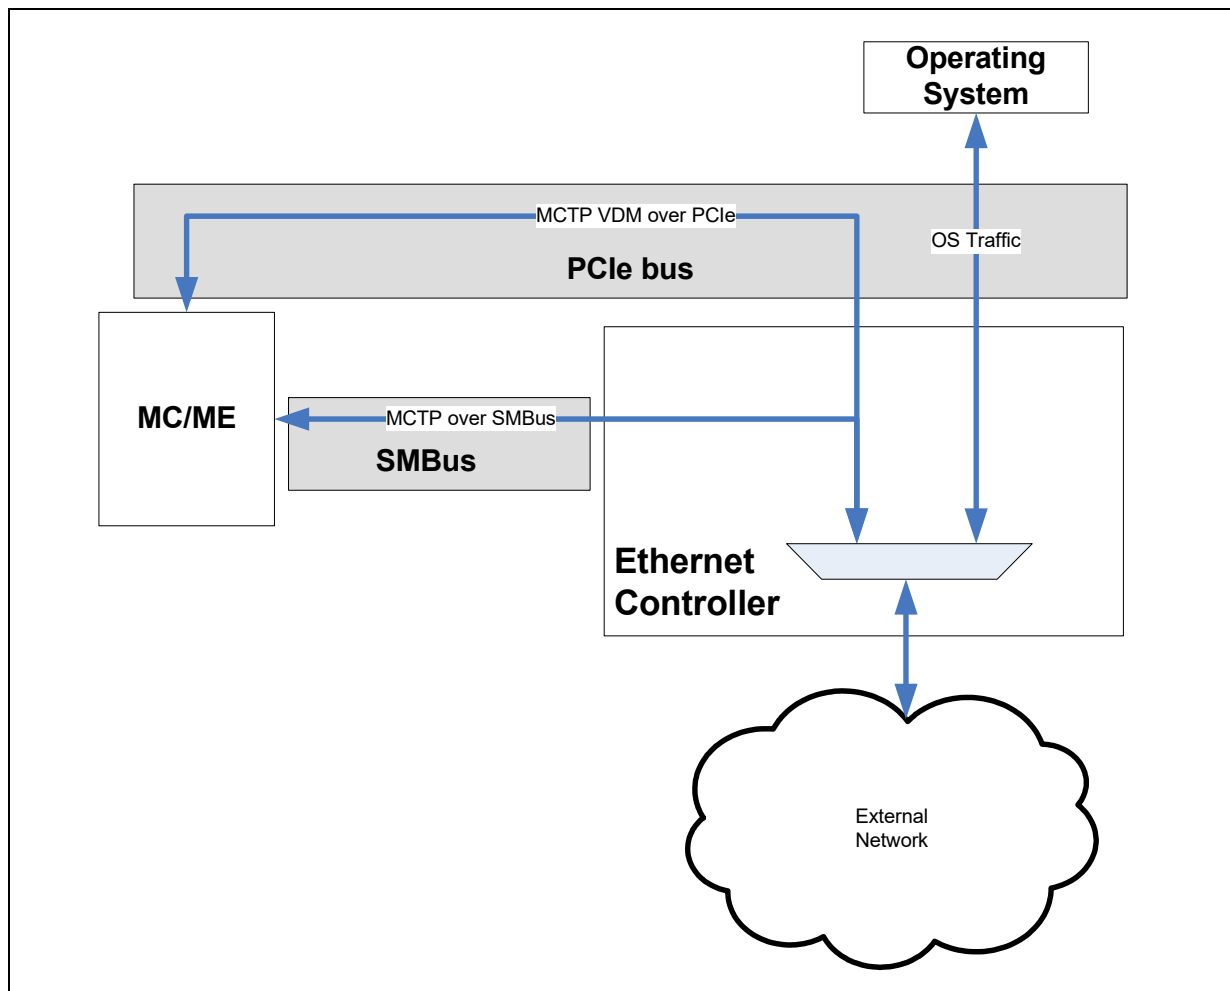 Operating
System
MCTP VDM over PCIe
OS Traffic
PCIe bus
MC/ME
MCTP over SMBus
SMBus
Ethernet
Controller
External
Network